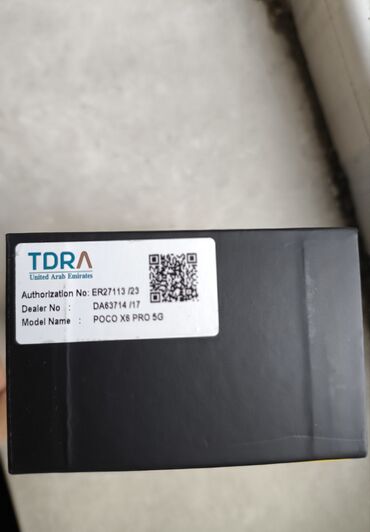 TDRA
United Arab Emirates
Authorization No: ER27113 /23
Dealer No : DA63714 /17
Model Name : POCO X6 PRO 5G